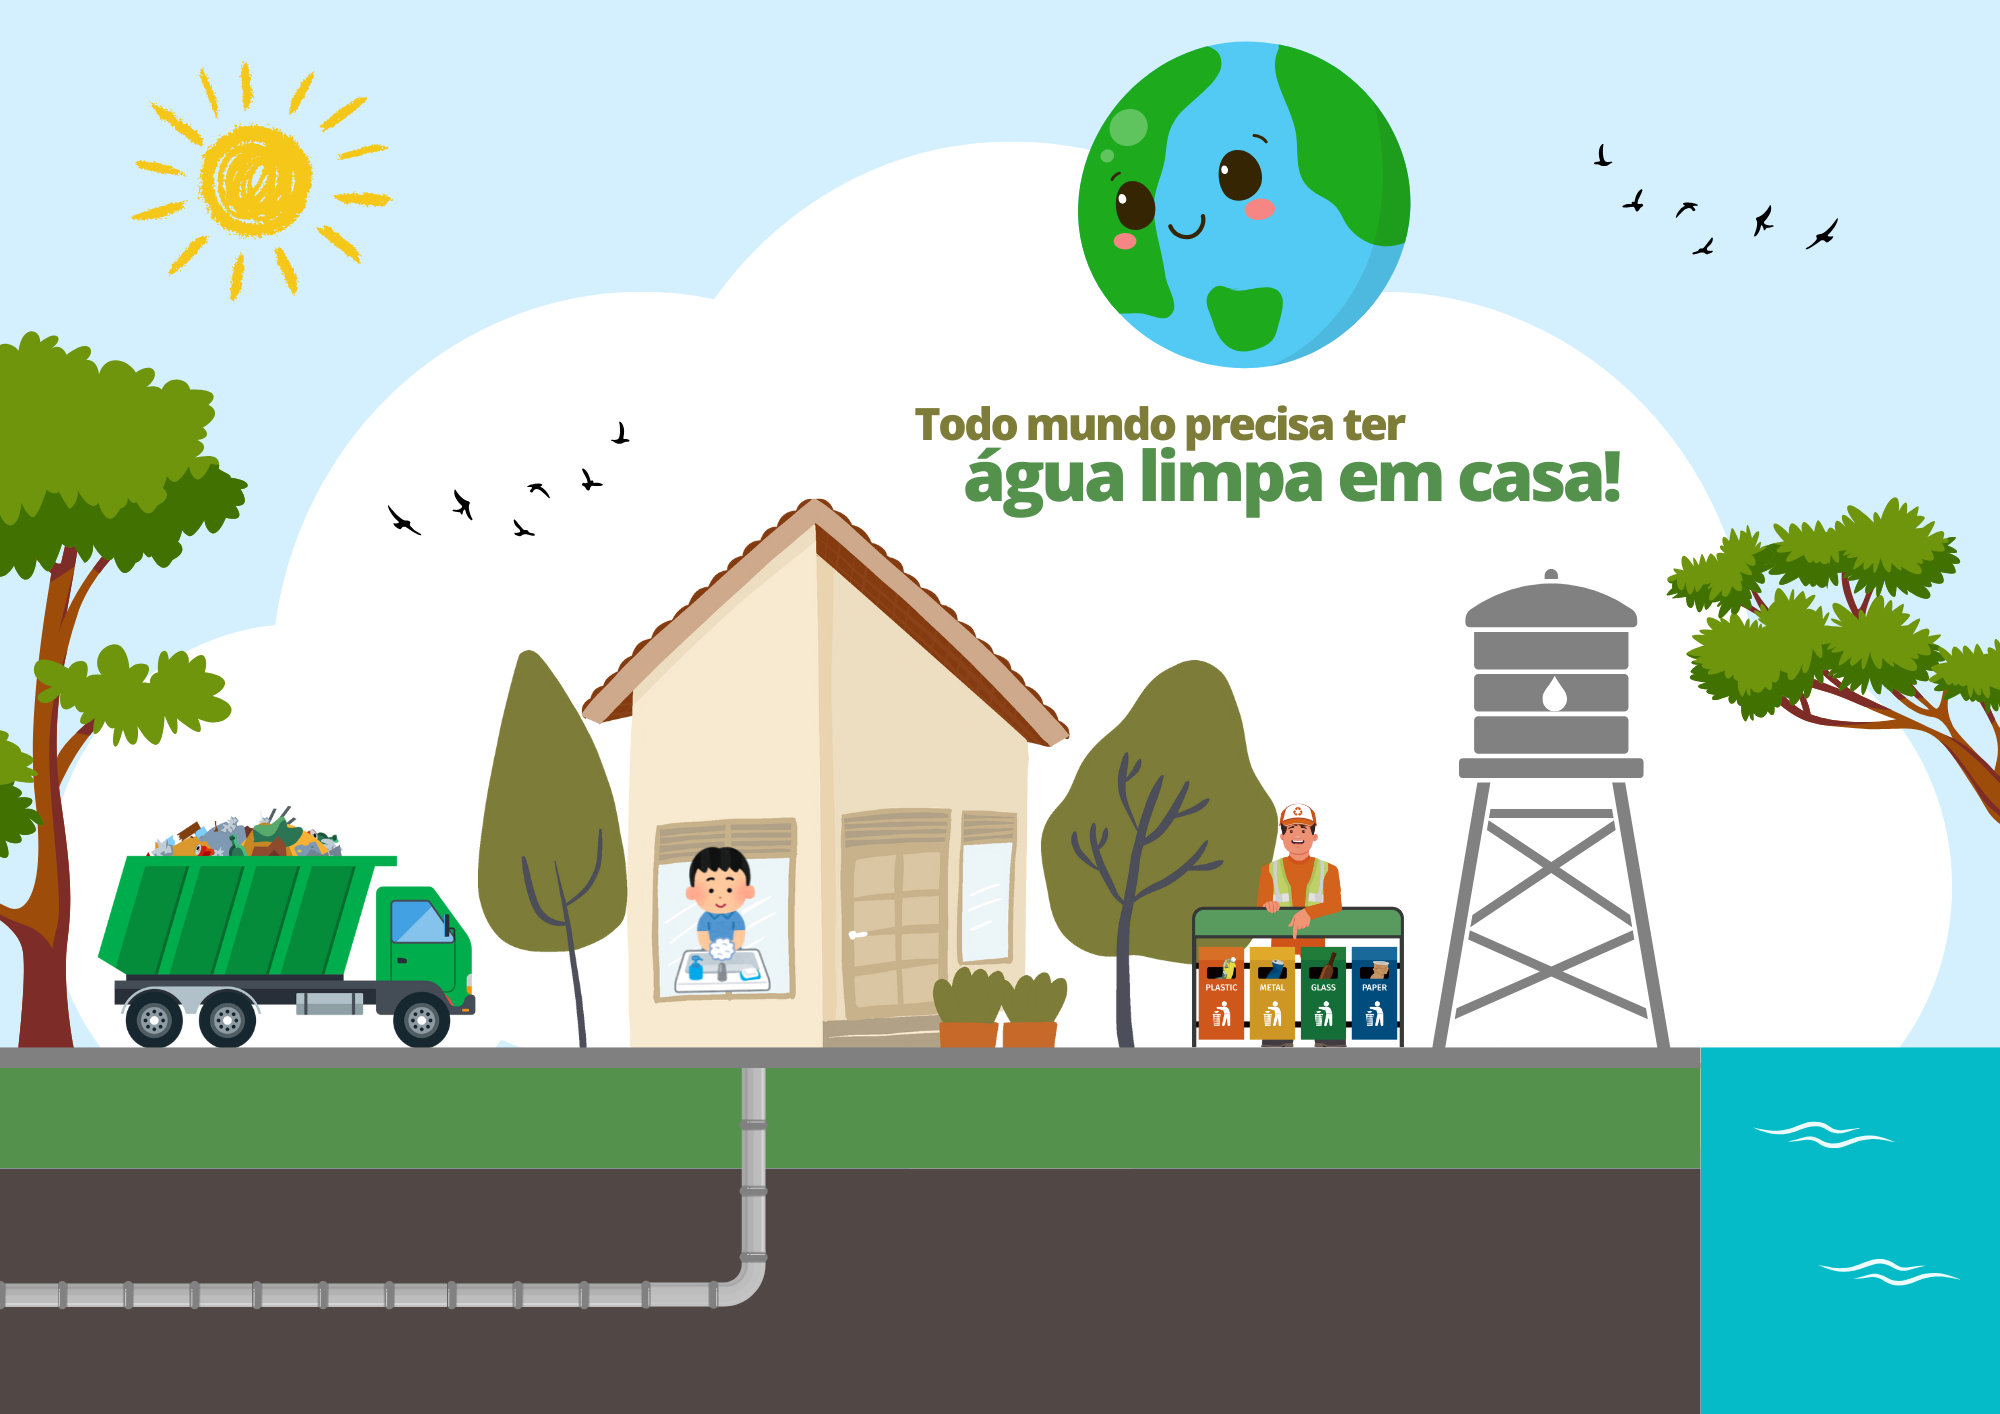 Todo mundo precisa ter
água limpa em casa!
PLASTIC
METAL
GLASS
PAPER